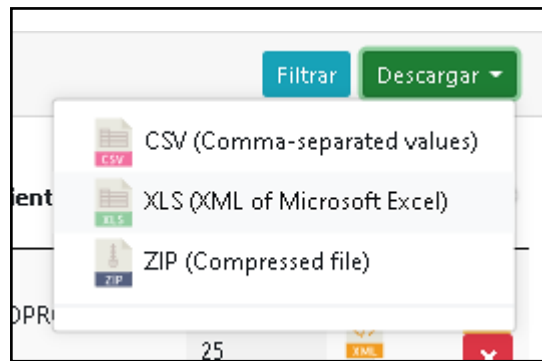 Filtrar Descargar
CSV (Comma-separated values)
CSV
XLS (XML of Microsoft Excel)
XLS
ZIP (Compressed file)
ZIP
ient
OPR
25
XML